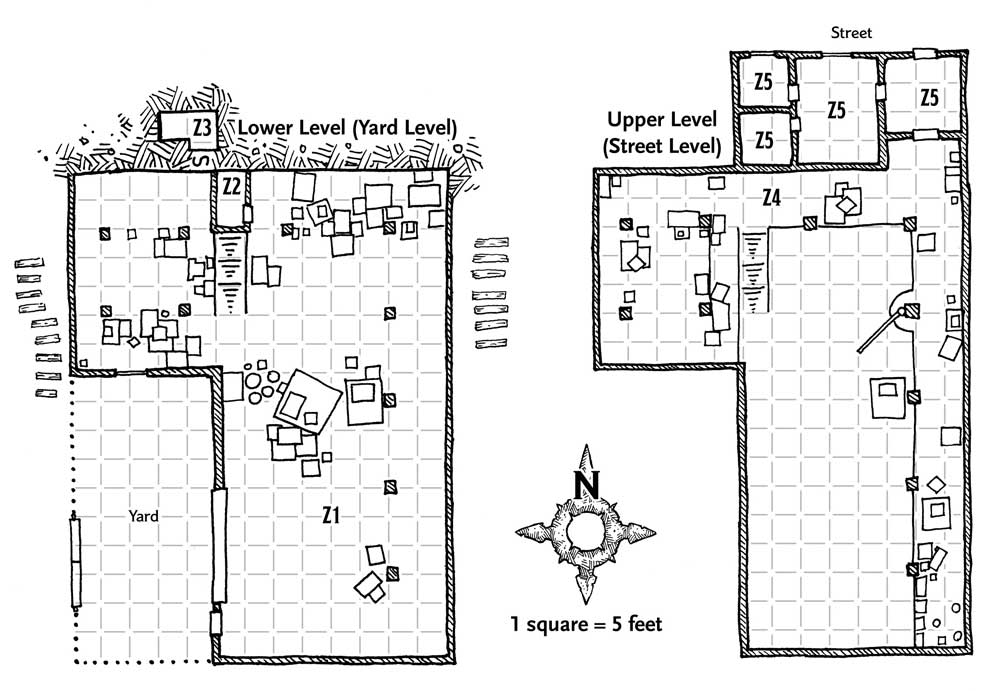 Street
Z5
Z5
Z5
Z5
Z3
Lower Level (Yard Level)
S
Z2
Upper Level
(Street Level)
Z4
Yard
Z1
N
1 square = 5 feet